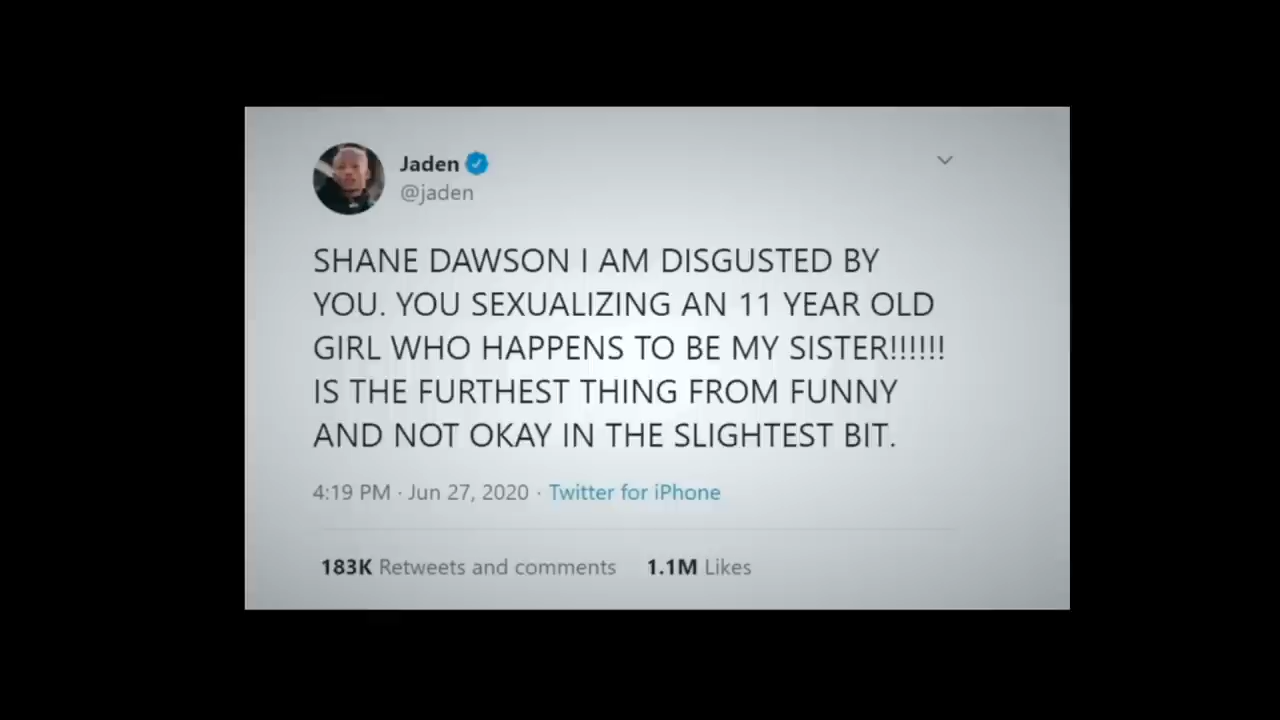 Jaden
@jaden
SHANE DAWSON I AM DISGUSTED BY
YOU. YOU SEXUALIZING AN 11 YEAR OLD
GIRL WHO HAPPENS TO BE MY SISTER!!!!!!
IS THE FURTHEST THING FROM FUNNY
AND NOT OKAY IN THE SLIGHTEST BIT.
4:19 PM · Jun 27, 2020 · Twitter for iPhone
183K Retweets and comments 1.1M Likes